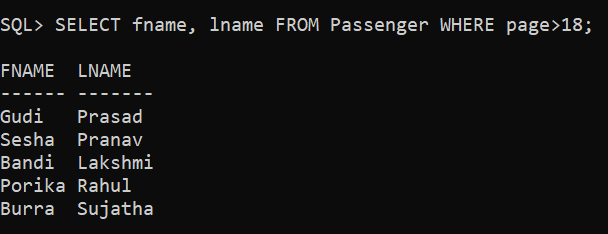 SQL> SELECT fname, lname FROM Passenger WHERE page>18;
FNAME  LNAME
------ -------
Gudi   Prasad
Sesha  Pranav
Bandi  Lakshmi
Porika Rahul
Burra  Sujatha